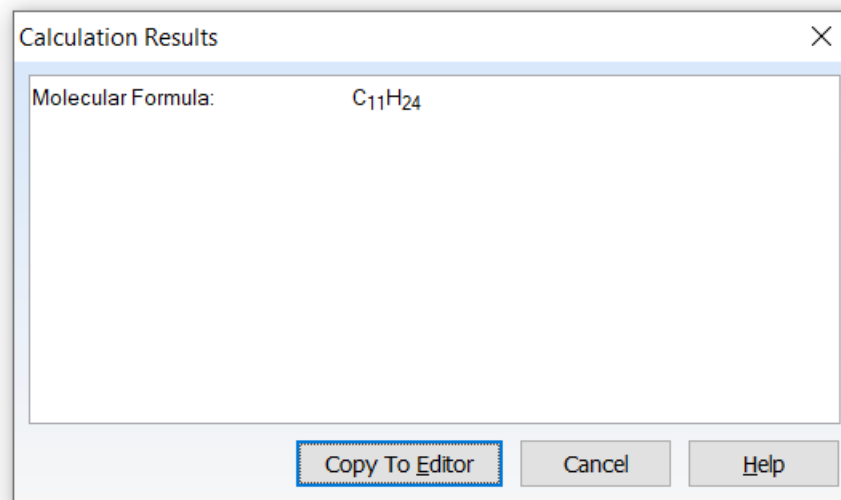 Calculation Results
Molecular Formula: C₁₁H₂₄
Copy To Editor Cancel Help